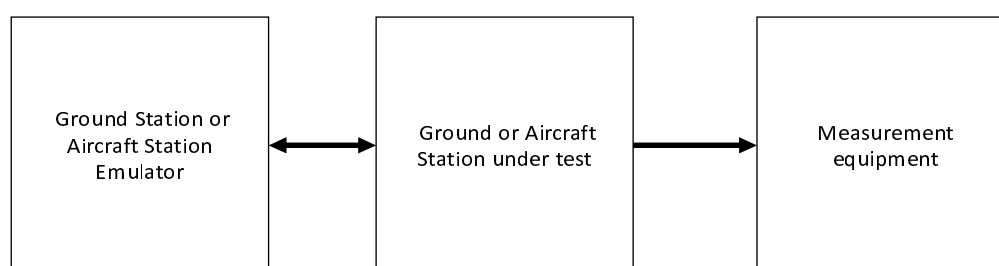 Ground Station or
Aircraft Station
Emulator
Ground or Aircraft
Station under test
Measurement
equipment